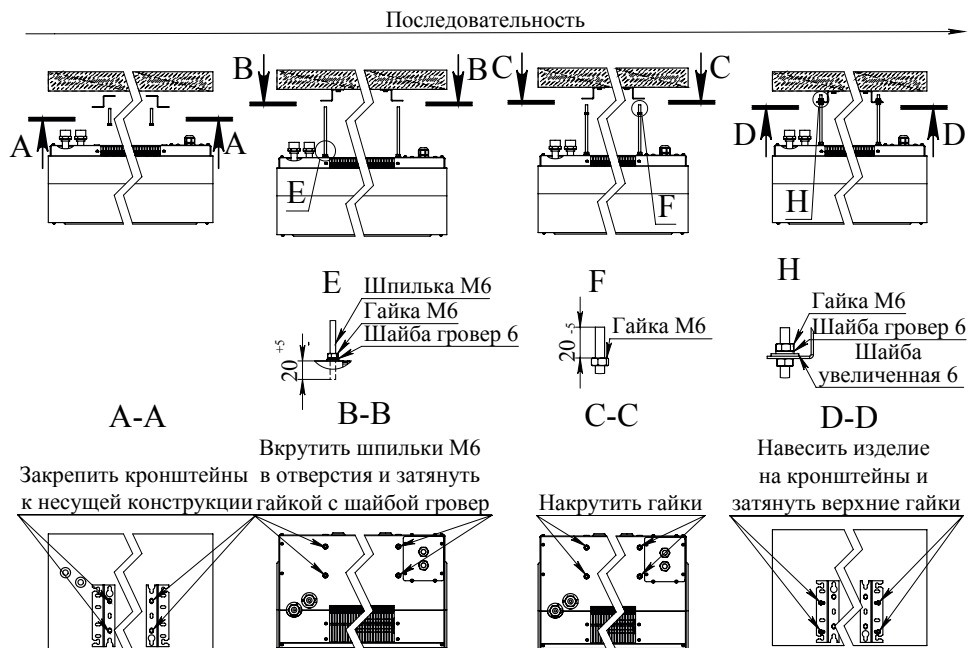 Последовательность
B B C C
A A D D
E F H
E F H
Шпилька М6
Гайка М6
Шайба гровер 6
20 +5
Гайка М6
20 -5
Гайка М6
Шайба гровер 6
Шайба
увеличенная 6
A-A B-B C-C D-D
Закрепить кронштейны
к несущей конструкции
Вкрутить шпильки М6
в отверстия и затянуть
гайкой с шайбой гровер
Накрутить гайки
Навесить изделие
на кронштейны и
затянуть верхние гайки